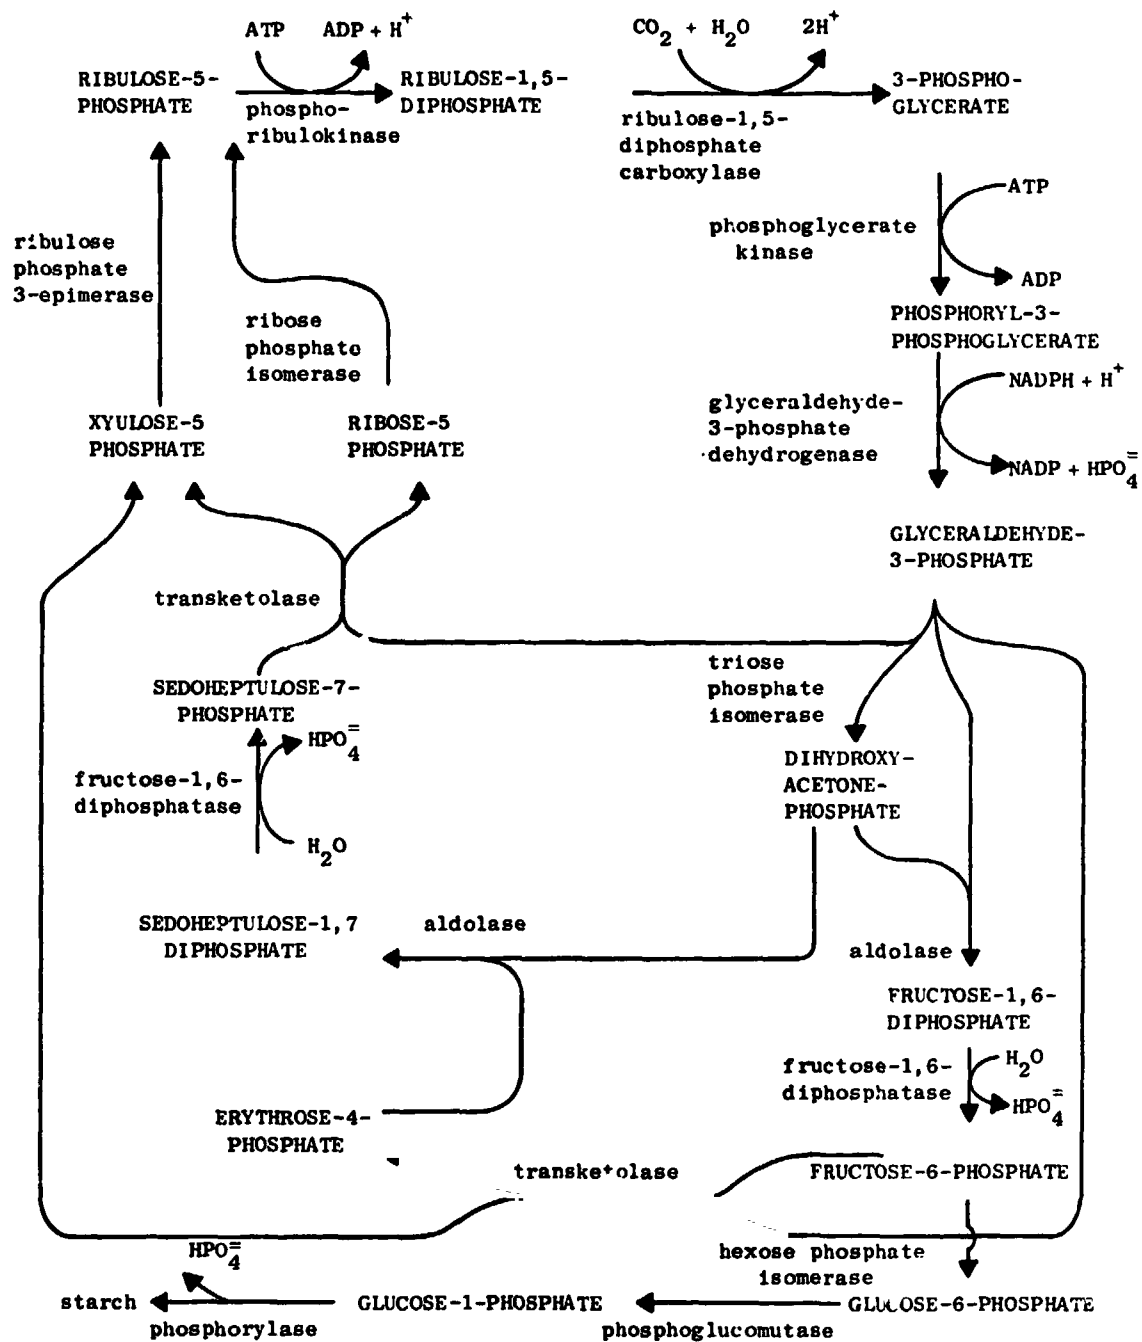 ATP ADP + H+
CO2 + H2O 2H+
RIBULOSE-5-
PHOSPHATE
RIBULOSE-1,5-
DIPHOSPHATE
3-PHOSPHO-
GLYCERATE
phospho-
ribulokinase
ribulose-1,5-
diphosphate
carboxylase
ATP
phosphoglycerate
kinase
ADP
ribulose
phosphate
3-epimerase
ribose
phosphate
isomerase
PHOSPHORYL-3-
PHOSPHOGLYCERATE
NADPH + H+
glyceraldehyde-
3-phosphate
dehydrogenase
NADP + HPO4=
XYULOSE-5
PHOSPHATE
RIBOSE-5
PHOSPHATE
GLYCERALDEHYDE-
3-PHOSPHATE
transketolase
triose
phosphate
isomerase
SEDOHEPTULOSE-7-
PHOSPHATE
HPO4=
fructose-1,6-
diphosphatase
H2O
DIHYDROXY-
ACETONE-
PHOSPHATE
SEDOHEPTULOSE-1,7
DIPHOSPHATE
aldolase
aldolase
FRUCTOSE-1,6-
DIPHOSPHATE
fructose-1,6-
diphosphatase
H2O
HPO4=
ERYTHROSE-4-
PHOSPHATE
transketolase
FRUCTOSE-6-PHOSPHATE
HPO4=
hexose phosphate
isomerase
starch
GLUCOSE-1-PHOSPHATE
GLUCOSE-6-PHOSPHATE
phosphorylase
phosphoglucomutase